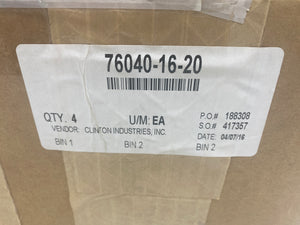 76040-16-20
QTY. 4 U/M: EA P.O.# 188308
VENDOR: CLINTON INDUSTRIES, INC. S.O.# 417357
DATE: 04/07/16
BIN 1 BIN 2 BIN 2